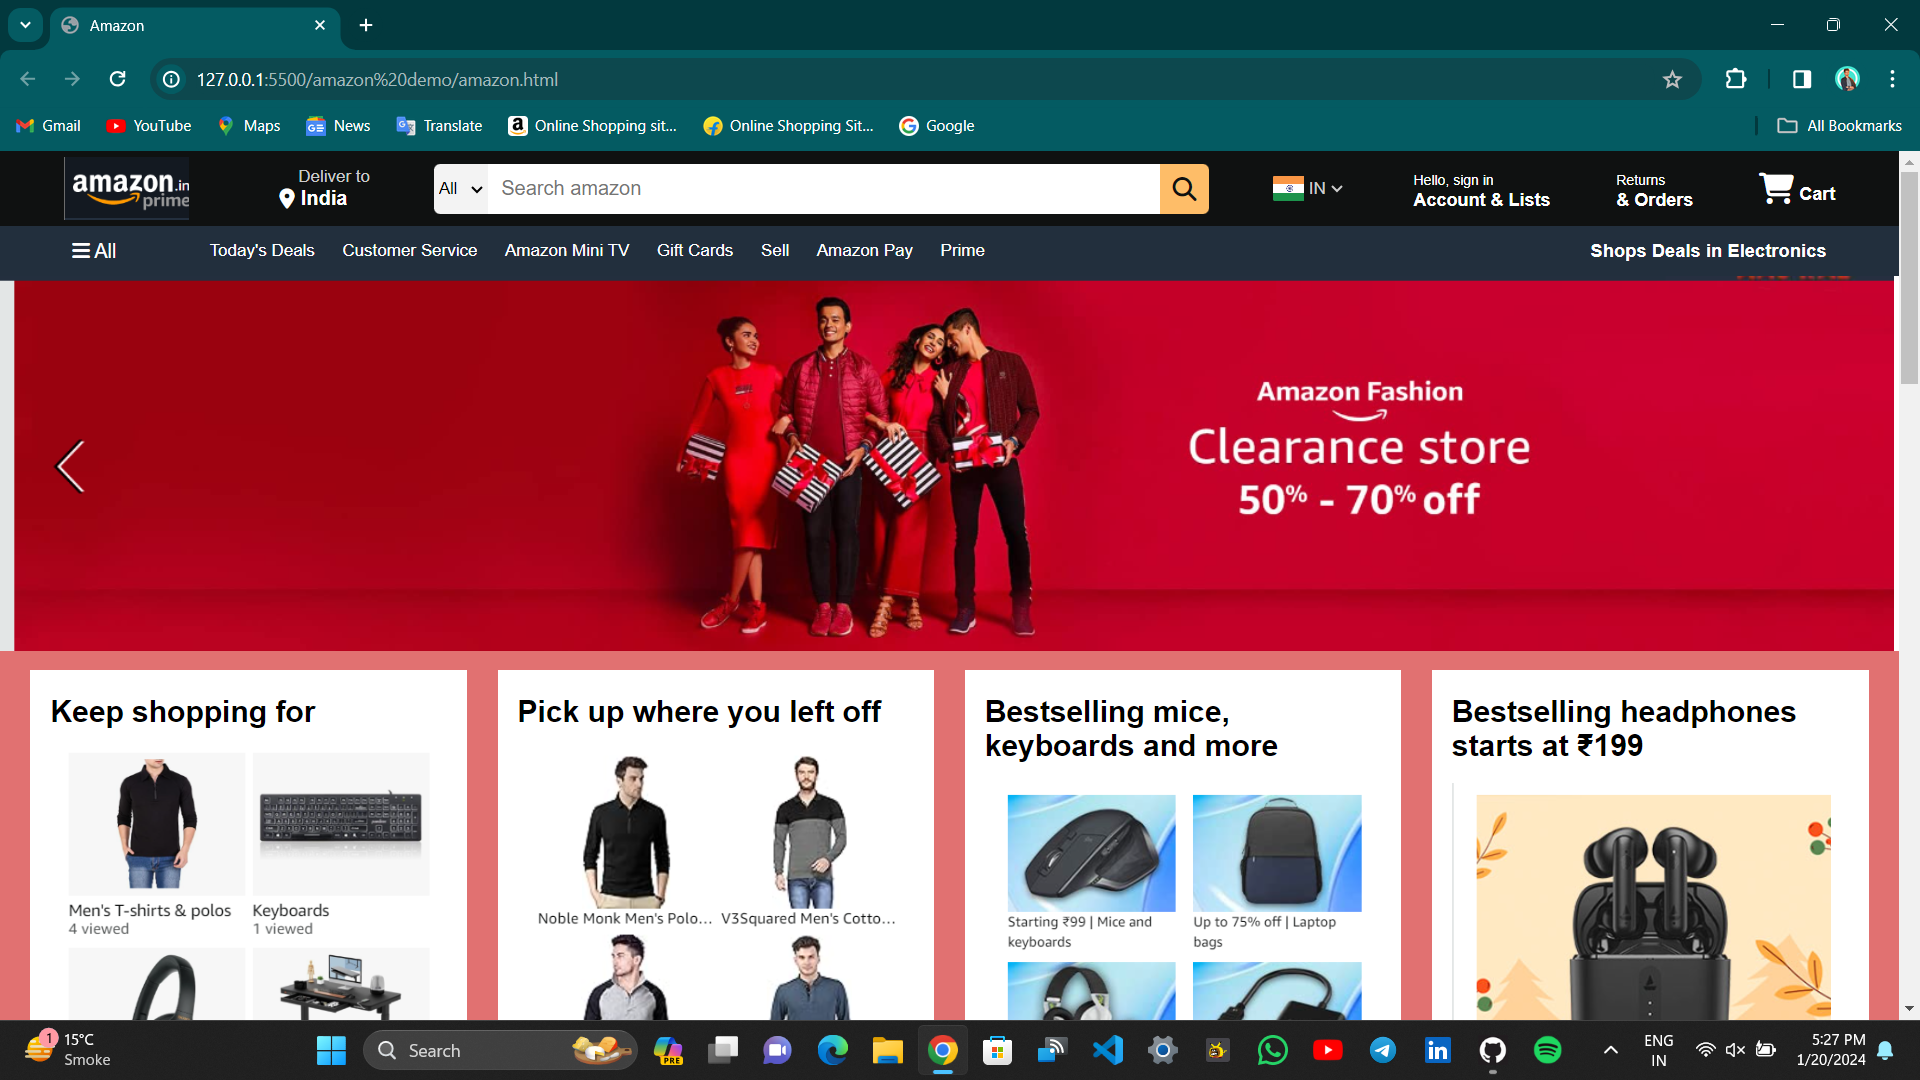 Amazon
127.0.0.1:5500/amazon%20demo/amazon.html
Gmail
YouTube
Maps
News
Translate
Online Shopping sit...
Online Shopping Sit...
Google
All Bookmarks
amazon.in
prime
Deliver to
India
All
Search amazon
IN
Hello, sign in
Account & Lists
Returns
& Orders
Cart
All
Today's Deals
Customer Service
Amazon Mini TV
Gift Cards
Sell
Amazon Pay
Prime
Shops Deals in Electronics
Amazon Fashion
Clearance store
50% - 70% off
Keep shopping for
Men's T-shirts & polos
4 viewed
Keyboards
1 viewed
Pick up where you left off
Noble Monk Men's Polo...
V3Squared Men's Cotto...
Bestselling mice,
keyboards and more
Starting ₹99 | Mice and
keyboards
Up to 75% off | Laptop
bags
Bestselling headphones
starts at ₹199
1
15°C
Smoke
Search
PRE
ENG
IN
5:27 PM
1/20/2024